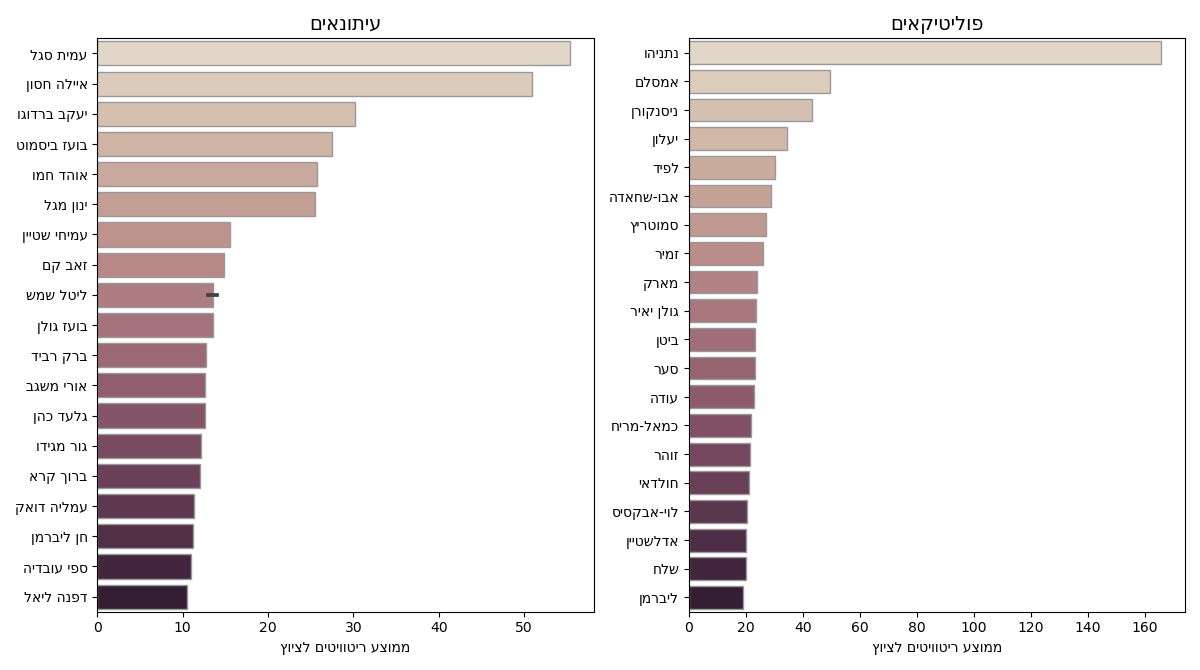 עיתונאים
עמית סגל
איילה חסון
יעקב ברדוגו
בועז ביסמוט
אוהד חמו
ינון מגל
עמיחי שטיין
זאב קם
ליטל שמש
בועז גולן
ברק רביד
אורי משגב
גלעד כהן
גור מגידו
ברוך קרא
עמליה דואק
חן ליברמן
ספי עובדיה
דפנה ליאל
0 10 20 30 40 50
ממוצע ריטוויטים לציוץ
פוליטיקאים
נתניהו
אמסלם
ניסנקורן
יעלון
לפיד
אבו-שחאדה
סמוטריץ
זמיר
מארק
גולן יאיר
ביטן
סער
עודה
כמאל-מריח
זוהר
חולדאי
לוי-אבקסיס
אדלשטיין
שלח
ליברמן
0 20 40 60 80 100 120 140 160
ממוצע ריטוויטים לציוץ